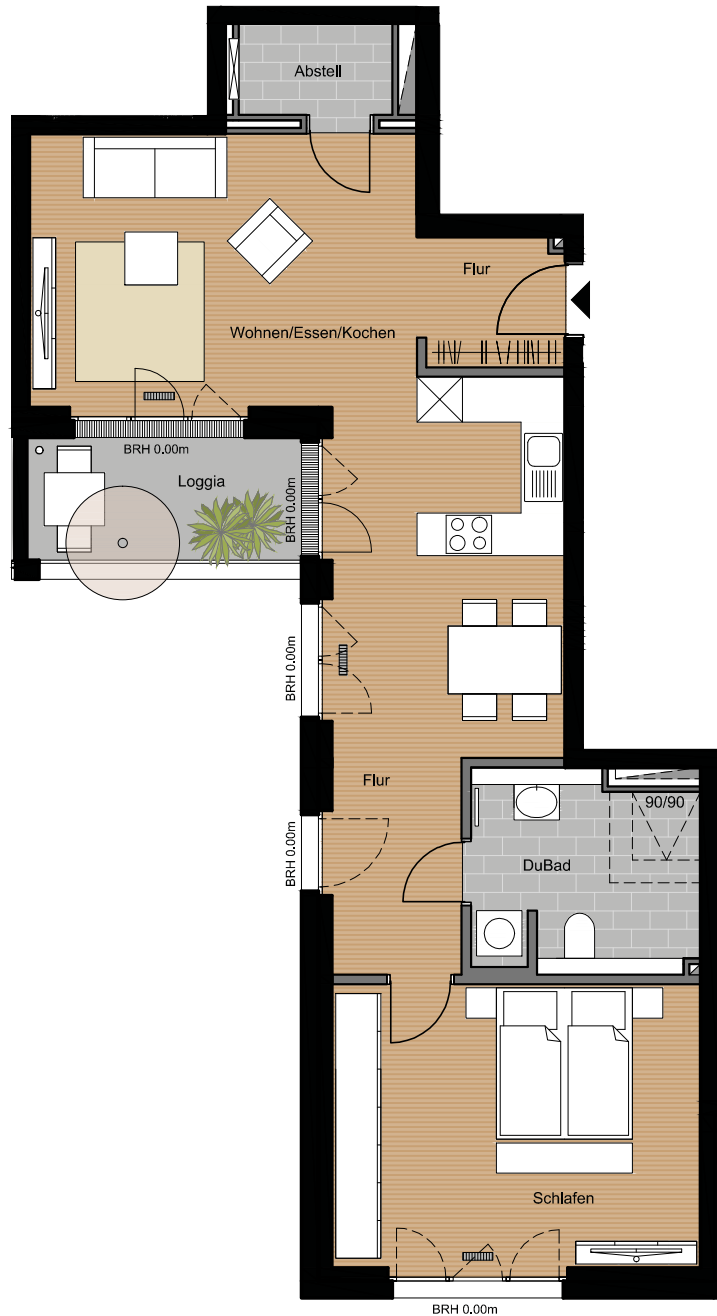 Abstell
Flur
Wohnen/Essen/Kochen
BRH 0.00m
Loggia
BRH 0.00m
BRH 0.00m
Flur
90/90
BRH 0.00m
DuBad
Schlafen
BRH 0.00m